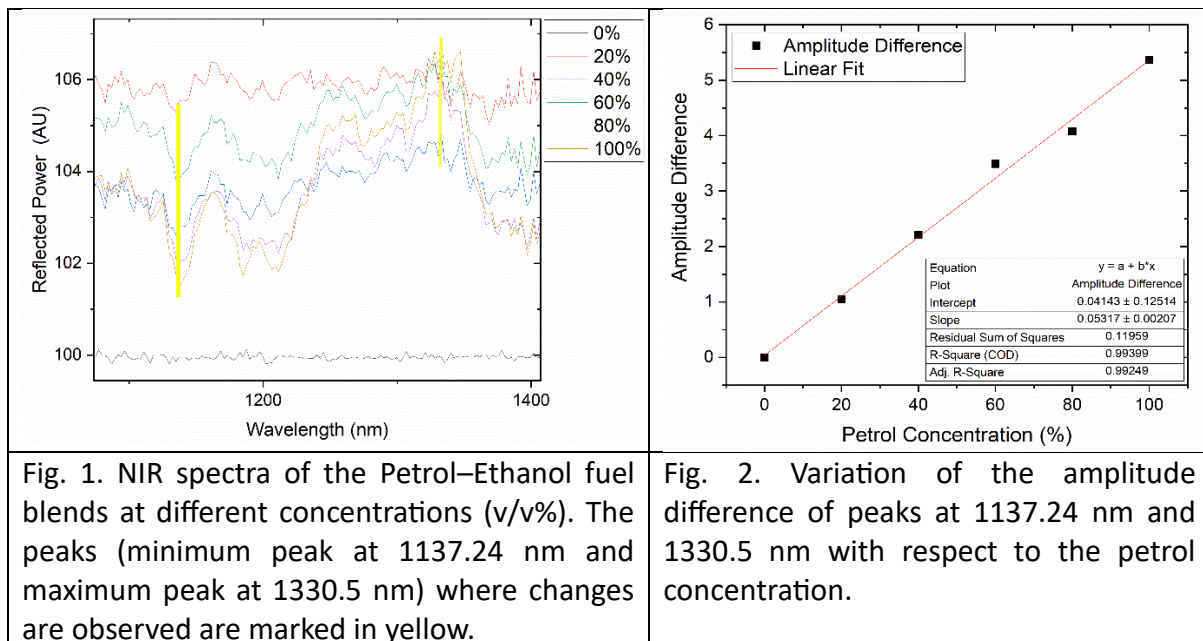 0%
20%
40%
60%
80%
100%
106
104
102
100
Reflected Power (AU)
1200
1400
Wavelength (nm)
Amplitude Difference
Linear Fit
6
5
4
3
2
1
0
Amplitude Difference
Equation y = a + b*x
Plot Amplitude Difference
Intercept 0.04143 ± 0.12514
Slope 0.05317 ± 0.00207
Residual Sum of Squares 0.11959
R-Square (COD) 0.99399
Adj. R-Square 0.99249
0 20 40 60 80 100
Petrol Concentration (%)
Fig. 1. NIR spectra of the Petrol–Ethanol fuel
blends at different concentrations (v/v%). The
peaks (minimum peak at 1137.24 nm and
maximum peak at 1330.5 nm) where changes
are observed are marked in yellow.
Fig. 2. Variation of the amplitude
difference of peaks at 1137.24 nm and
1330.5 nm with respect to the petrol
concentration.